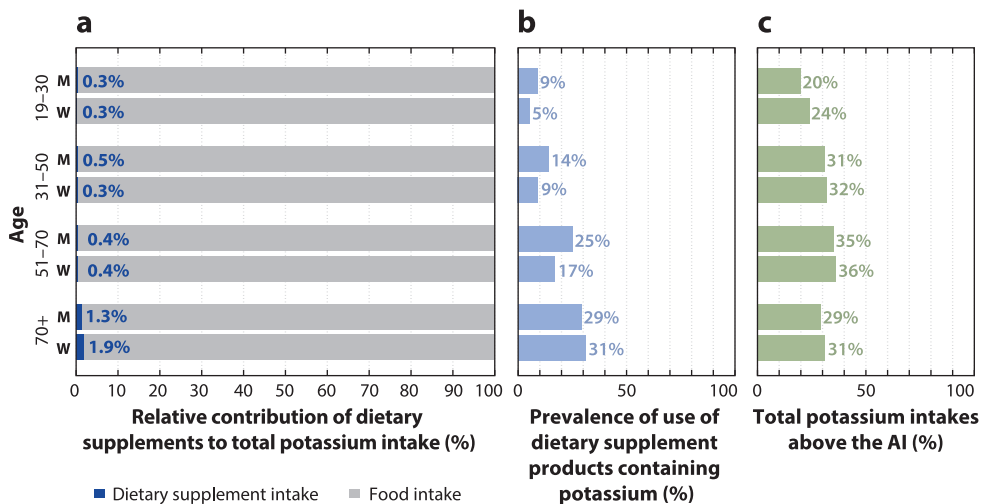 a
b
c
Age
19–30
M
0.3%
9%
20%
W
0.3%
5%
24%
31–50
M
0.5%
14%
31%
W
0.3%
9%
32%
51–70
M
0.4%
25%
35%
W
0.4%
17%
36%
70+
M
1.3%
29%
29%
W
1.9%
31%
31%
0 10 20 30 40 50 60 70 80 90 100
0 50 100
0 50 100
Relative contribution of dietary
supplements to total potassium intake (%)
Prevalence of use of
dietary supplement
products containing
potassium (%)
Total potassium intakes
above the AI (%)
Dietary supplement intake
Food intake